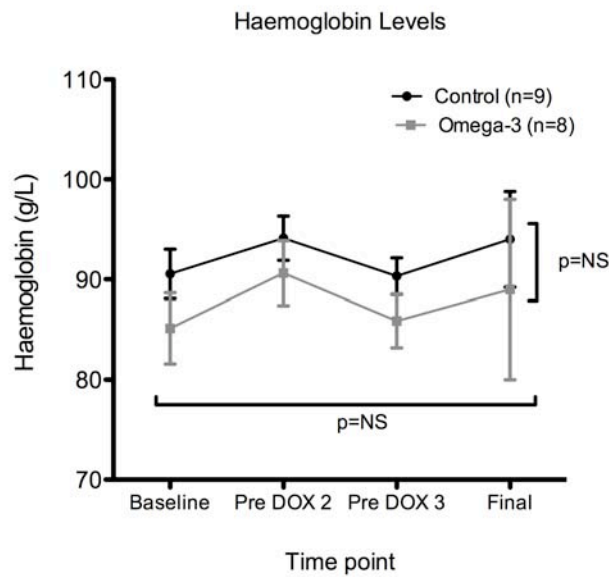 Haemoglobin Levels
110
100
90
80
70
Haemoglobin (g/L)
Control (n=9)
Omega-3 (n=8)
p=NS
p=NS
Baseline
Pre DOX 2
Pre DOX 3
Final
Time point